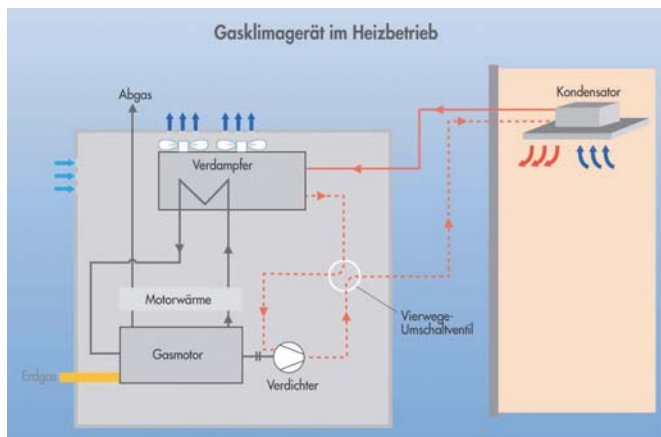 Gasklimagerät im Heizbetrieb
Abgas
Kondensator
Verdampfer
Motorwärme
Vierwege-
Umschaltventil
Gasmotor
Erdgas
Verdichter